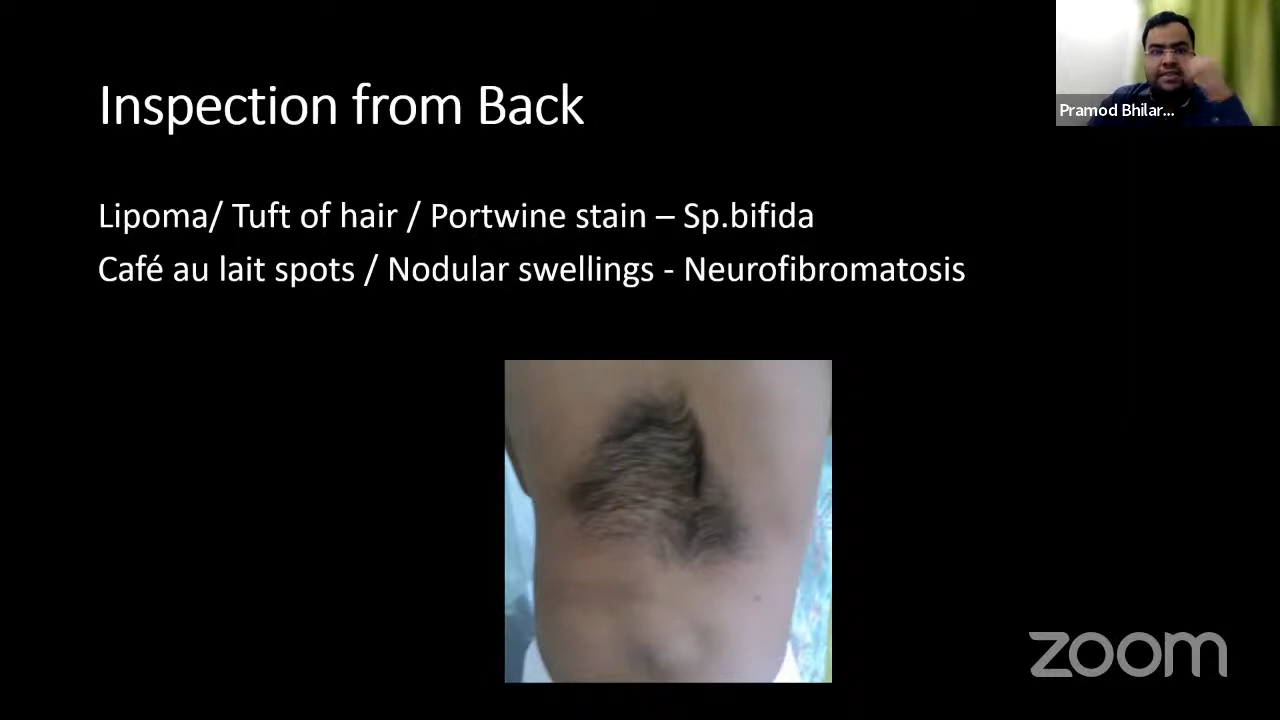 Inspection from Back
Pramod Bhilar...
Lipoma/ Tuft of hair / Portwine stain – Sp.bifida
Café au lait spots / Nodular swellings - Neurofibromatosis
zoom